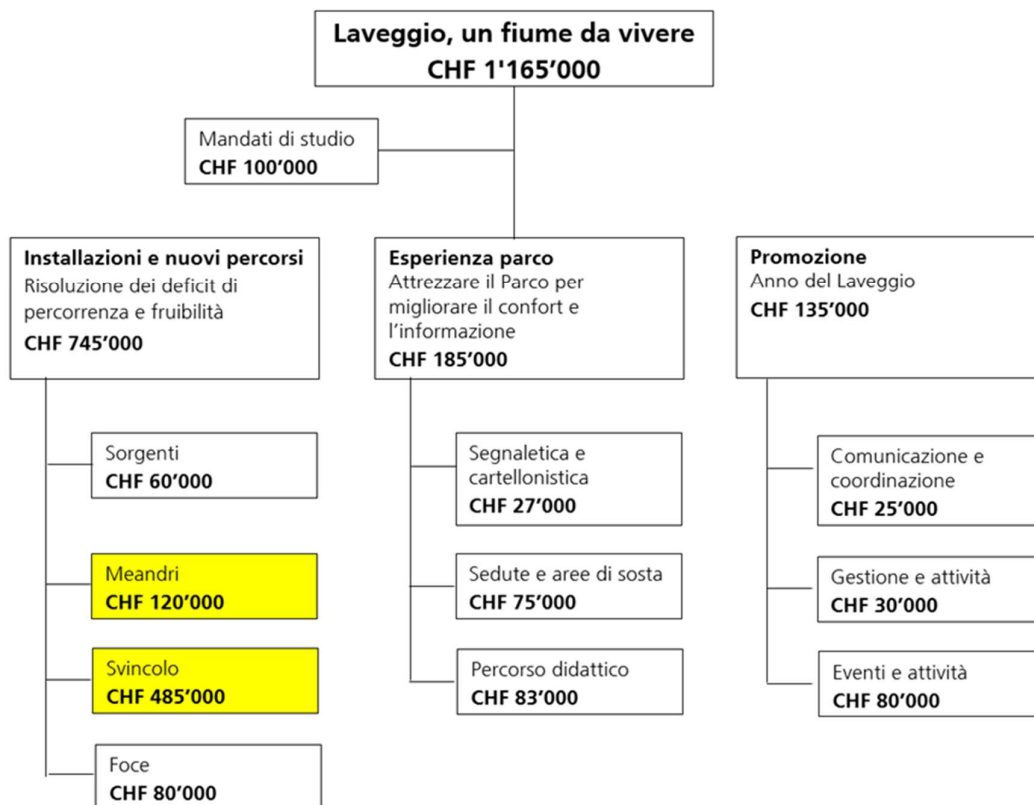 Laveggio, un fiume da vivere
CHF 1'165’000
Mandati di studio
CHF 100’000
Installazioni e nuovi percorsi
Risoluzione dei deficit di
percorrenza e fruibilità
CHF 745’000
Sorgenti
CHF 60’000
Meandri
CHF 120’000
Svincolo
CHF 485’000
Foce
CHF 80’000
Esperienza parco
Attrezzare il Parco per
migliorare il confort e
l’informazione
CHF 185’000
Segnaletica e
cartellonistica
CHF 27’000
Sedute e aree di sosta
CHF 75’000
Percorso didattico
CHF 83’000
Promozione
Anno del Laveggio
CHF 135’000
Comunicazione e
coordinazione
CHF 25’000
Gestione e attività
CHF 30’000
Eventi e attività
CHF 80’000